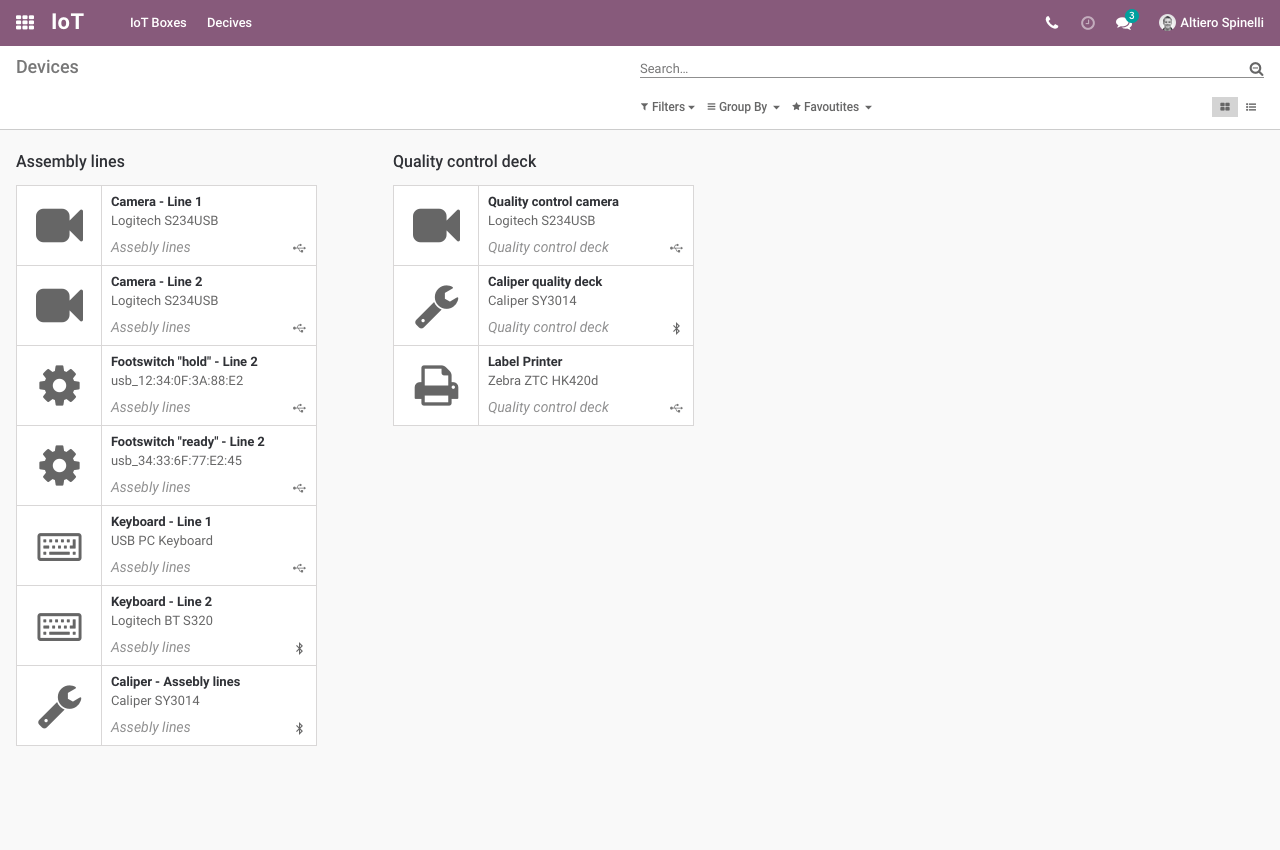 IoT
IoT Boxes
Decives
3
Altiero Spinelli
Devices
Search...
Filters
Group By
Favoutites
Assembly lines
Camera - Line 1
Logitech S234USB
Assebly lines
Camera - Line 2
Logitech S234USB
Assebly lines
Footswitch "hold" - Line 2
usb_12:34:0F:3A:88:E2
Assebly lines
Footswitch "ready" - Line 2
usb_34:33:6F:77:E2:45
Assebly lines
Keyboard - Line 1
USB PC Keyboard
Assebly lines
Keyboard - Line 2
Logitech BT S320
Assebly lines
Caliper - Assebly lines
Caliper SY3014
Assebly lines
Quality control deck
Quality control camera
Logitech S234USB
Quality control deck
Caliper quality deck
Caliper SY3014
Quality control deck
Label Printer
Zebra ZTC HK420d
Quality control deck